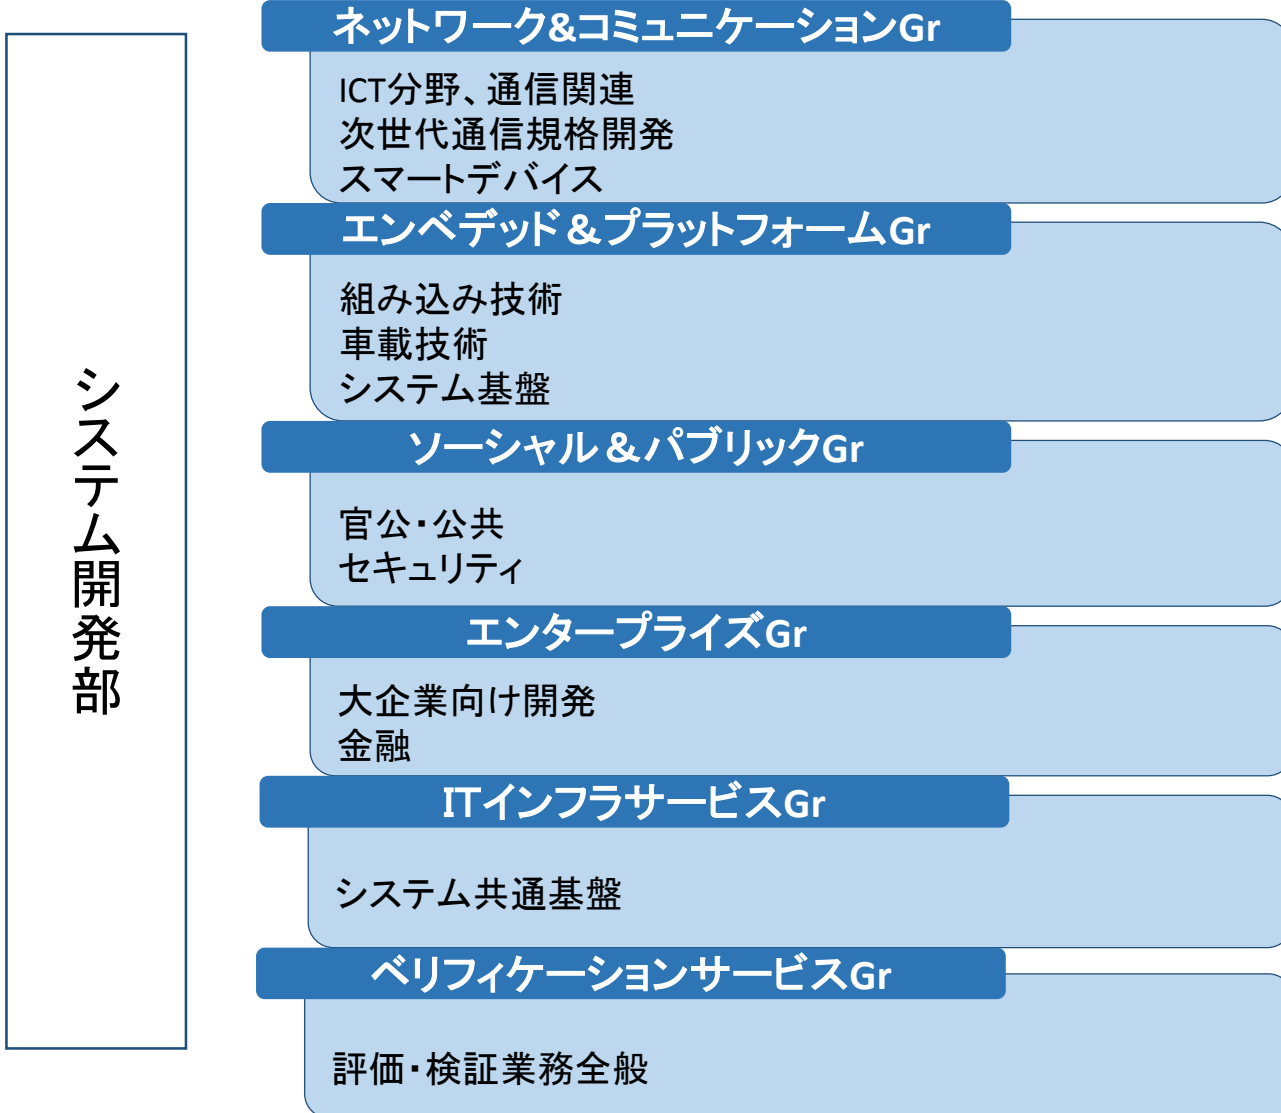 システム開発部
ネットワーク&コミュニケーションGr
ICT分野、通信関連
次世代通信規格開発
スマートデバイス
エンベデッド&プラットフォームGr
組み込み技術
車載技術
システム基盤
ソーシャル&パブリックGr
官公・公共
セキュリティ
エンタープライズGr
大企業向け開発
金融
ITインフラサービスGr
システム共通基盤
ベリフィケーションサービスGr
評価・検証業務全般